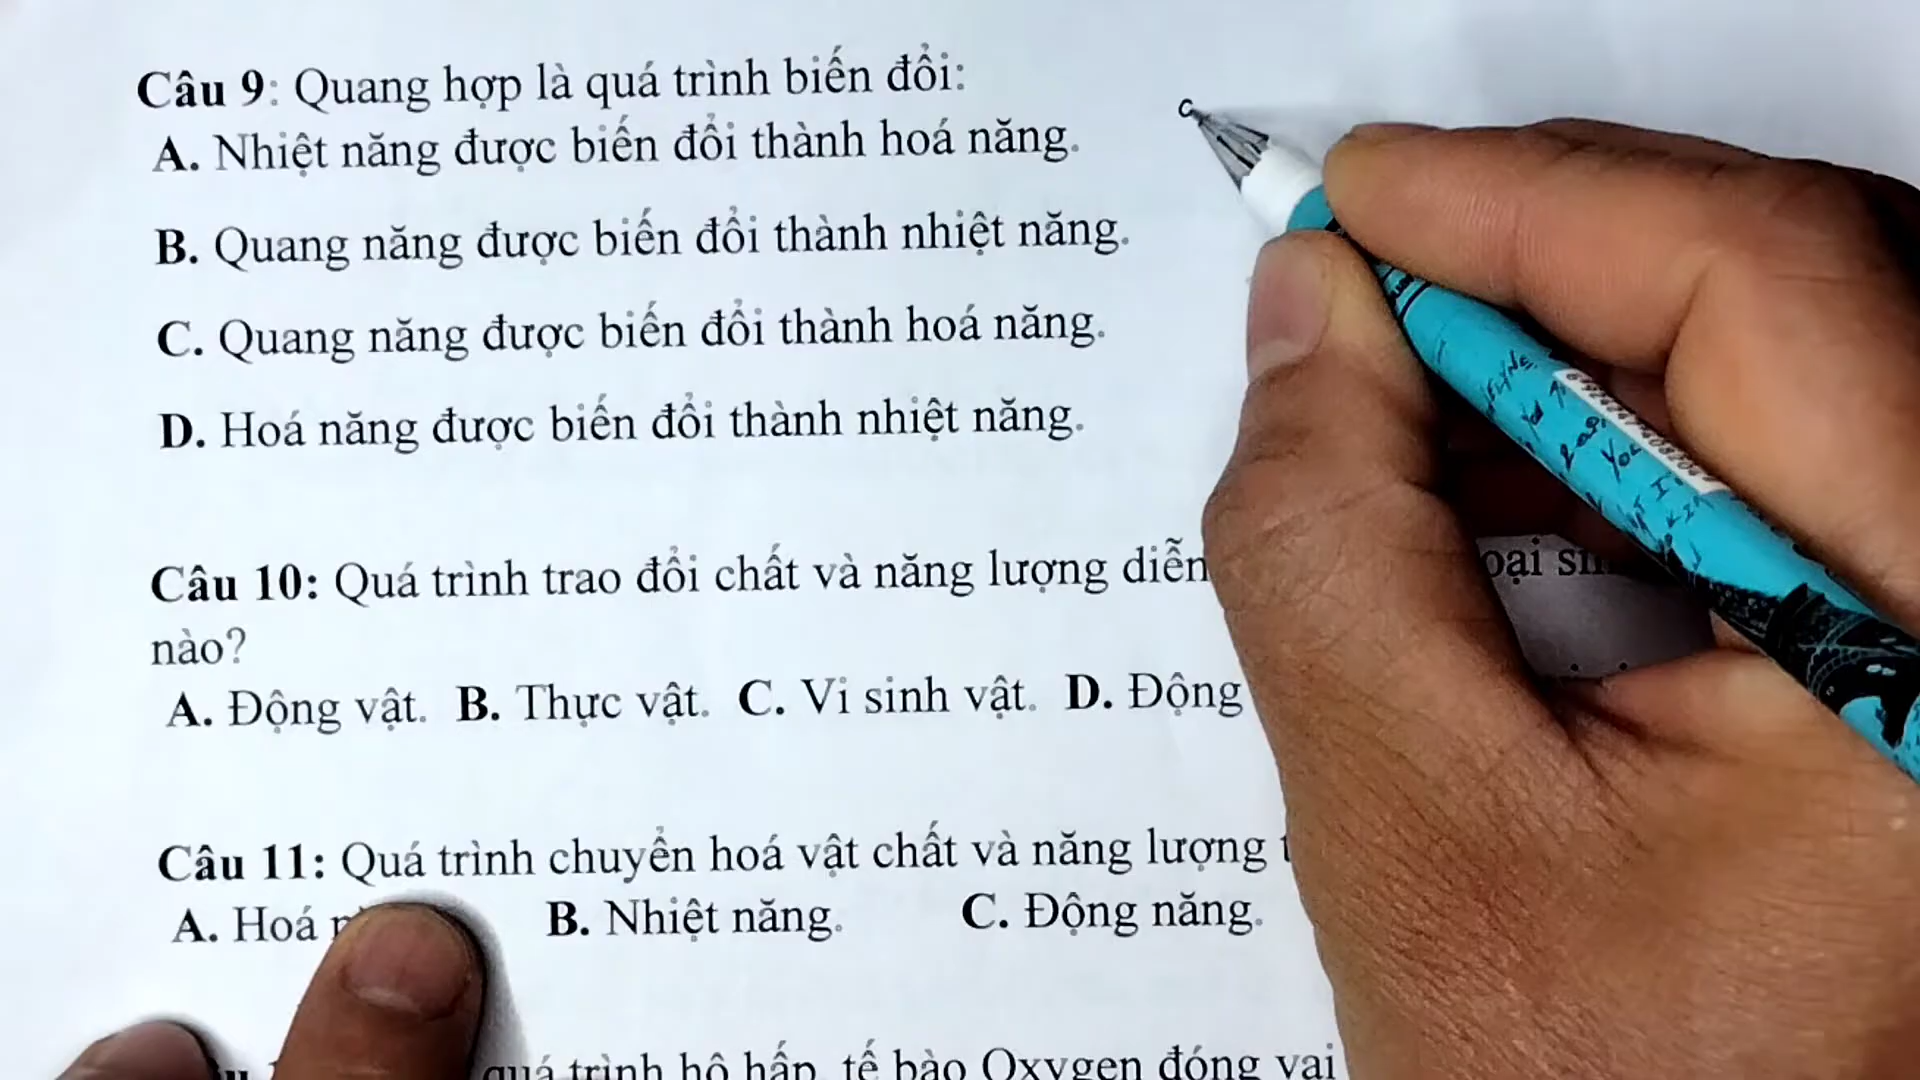 Câu 9: Quang hợp là quá trình biến đổi:
A. Nhiệt năng được biến đổi thành hoá năng.
B. Quang năng được biến đổi thành nhiệt năng.
C. Quang năng được biến đổi thành hoá năng.
D. Hoá năng được biến đổi thành nhiệt năng.
Câu 10: Quá trình trao đổi chất và năng lượng diễn
nào?
A. Động vật. B. Thực vật. C. Vi sinh vật. D. Động
Câu 11: Quá trình chuyển hoá vật chất và năng lượng
A. Hoá B. Nhiệt năng. C. Động năng.
quá trình hô hấp tế bào Oxygen đóng vai